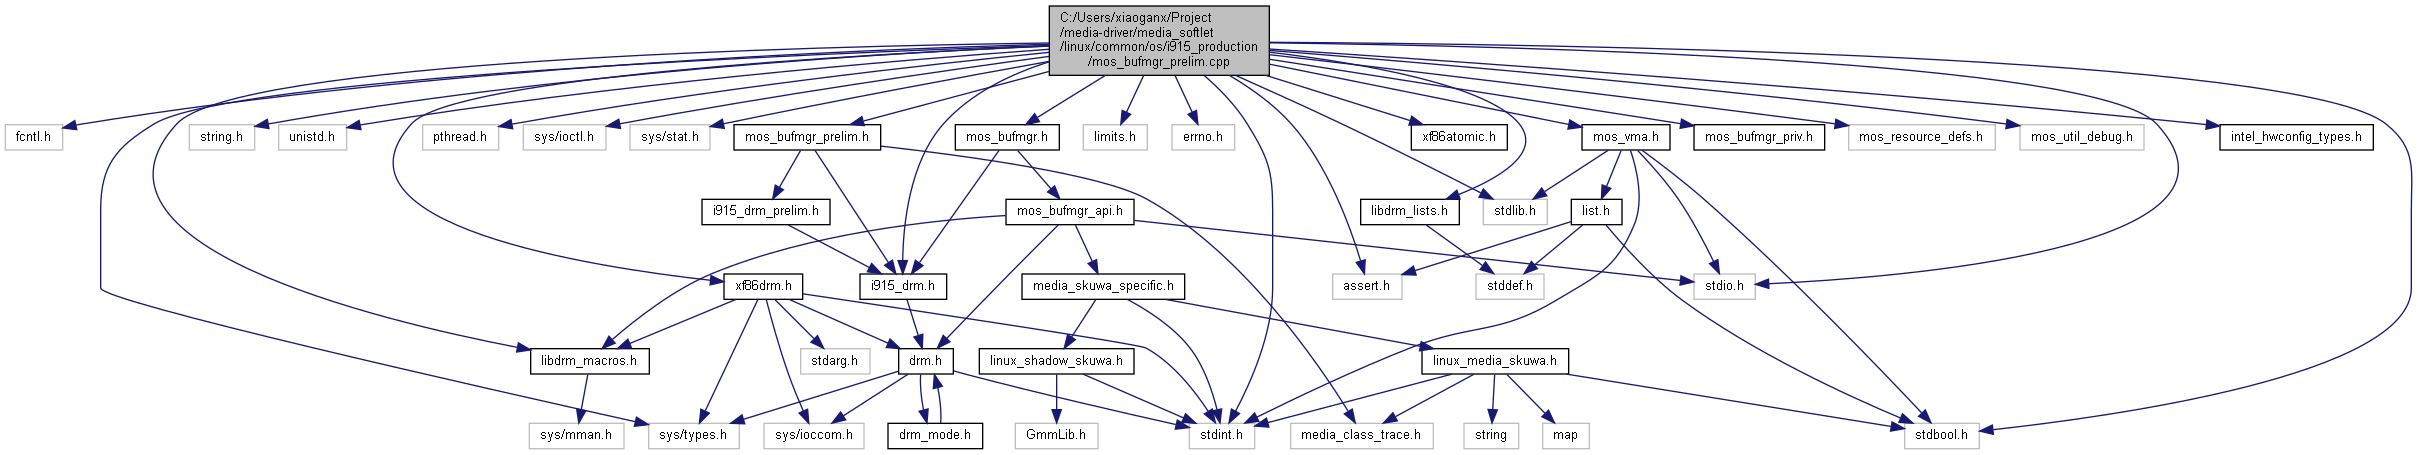 C:/Users/xiaoganx/Project
/media-driver/media_softlet
/linux/common/os/i915_production
/mos_bufmgr_prelim.cpp
fcntl.h
string.h
unistd.h
pthread.h
sys/ioctl.h
sys/stat.h
mos_bufmgr_prelim.h
mos_bufmgr.h
limits.h
errno.h
xf86atomic.h
mos_vma.h
mos_bufmgr_priv.h
mos_resource_defs.h
mos_util_debug.h
intel_hwconfig_types.h
i915_drm_prelim.h
mos_bufmgr_api.h
libdrm_lists.h
stdlib.h
list.h
xf86drm.h
i915_drm.h
media_skuwa_specific.h
assert.h
stddef.h
stdio.h
libdrm_macros.h
stdarg.h
drm.h
linux_shadow_skuwa.h
linux_media_skuwa.h
sys/mman.h
sys/types.h
sys/ioccom.h
drm_mode.h
GmmLib.h
stdint.h
media_class_trace.h
string
map
stdbool.h